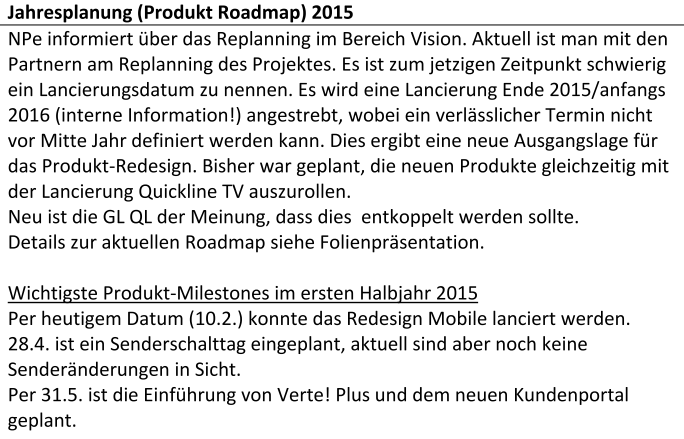 Jahresplanung (Produkt Roadmap) 2015
NPe informiert über das Replanning im Bereich Vision. Aktuell ist man mit den
Partnern am Replanning des Projektes. Es ist zum jetzigen Zeitpunkt schwierig
ein Lancierungsdatum zu nennen. Es wird eine Lancierung Ende 2015/anfangs
2016 (interne Information!) angestrebt, wobei ein verlässlicher Termin nicht
vor Mitte Jahr definiert werden kann. Dies ergibt eine neue Ausgangslage für
das Produkt-Redesign. Bisher war geplant, die neuen Produkte gleichzeitig mit
der Lancierung Quickline TV auszurollen.
Neu ist die GL QL der Meinung, dass dies  entkoppelt werden sollte.
Details zur aktuellen Roadmap siehe Folienpräsentation.

Wichtigste Produkt-Milestones im ersten Halbjahr 2015
Per heutigem Datum (10.2.) konnte das Redesign Mobile lanciert werden.
28.4. ist ein Senderschalttag eingeplant, aktuell sind aber noch keine
Senderänderungen in Sicht.
Per 31.5. ist die Einführung von Verte! Plus und dem neuen Kundenportal
geplant.